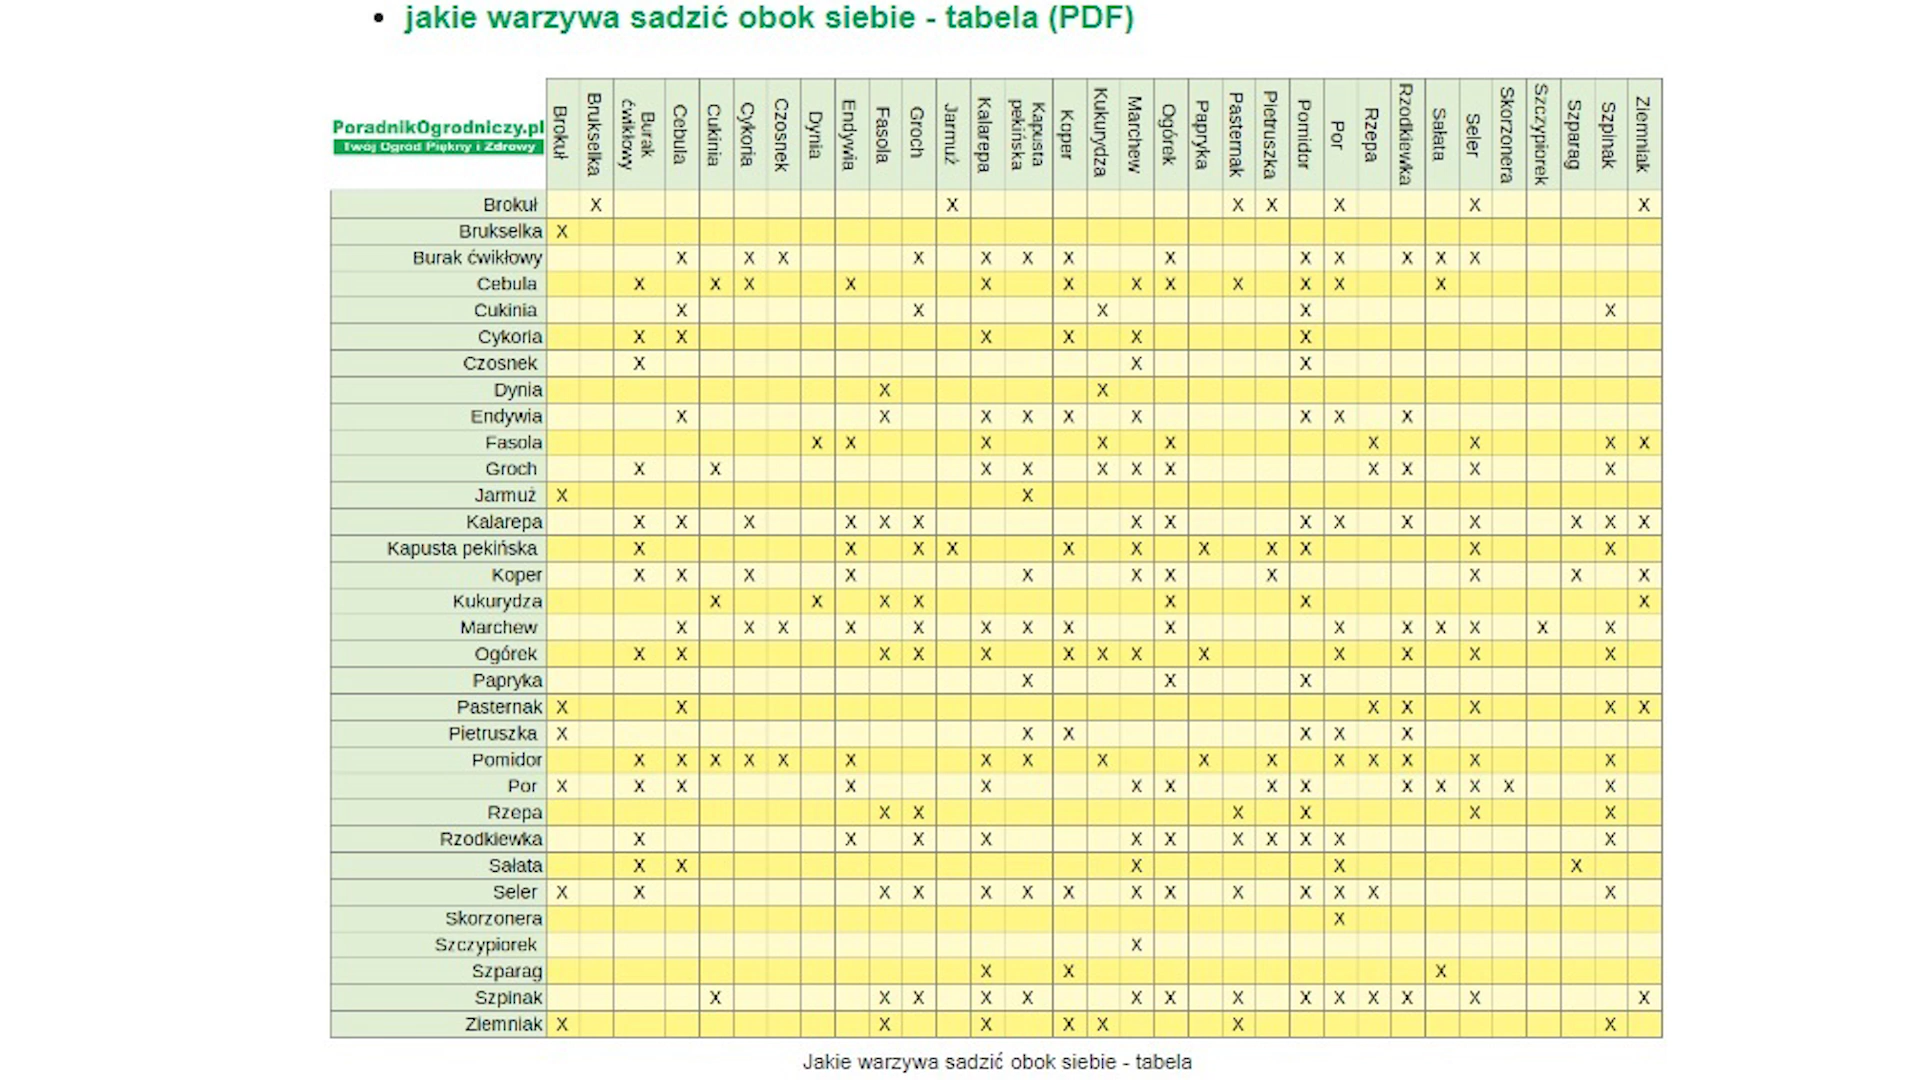 • jakie warzywa sadzić obok siebie - tabela (PDF)
PoradnikOgrodniczy.pl
Twój Ogród Piękny i Zdrowy
Brokuł Brukselka Burak ćwikłowy Cebula Cukinia Cykoria Czosnek Dynia Endywia Fasola Groch Jarmuż Kalarepa Kapusta pekińska Koper Kukurydza Marchew Ogórek Papryka Pasternak Pietruszka Pomidor Por Rzepa Rzodkiewka Sałata Seler Skorzonera Szczypiorek Szparag Szpinak Ziemniak
Brokuł X X X X X X X
Brukselka X
Burak ćwikłowy X X X X X X X X X X X X X
Cebula X X X X X X X X X X X X
Cukinia X X X X X
Cykoria X X X X X X
Czosnek X X X
Dynia X X
Endywia X X X X X X X X X
Fasola X X X X X X X X X
Groch X X X X X X X X X X X
Jarmuż X X
Kalarepa X X X X X X X X X X X X X X X
Kapusta pekińska X X X X X X X X X X X
Koper X X X X X X X X X X X
Kukurydza X X X X X X X
Marchew X X X X X X X X X X X X X X X
Ogórek X X X X X X X X X X X X X
Papryka X X X
Pasternak X X X X X X X
Pietruszka X X X X X X
Pomidor X X X X X X X X X X X X X X X X
Por X X X X X X X X X X X X X X
Rzepa X X X X X X
Rzodkiewka X X X X X X X X X X X
Sałata X X X X X
Seler X X X X X X X X X X X X X X
Skorzonera X
Szczypiorek X
Szparag X X X
Szpinak X X X X X X X X X X X X X X
Ziemniak X X X X X X X
Jakie warzywa sadzić obok siebie - tabela